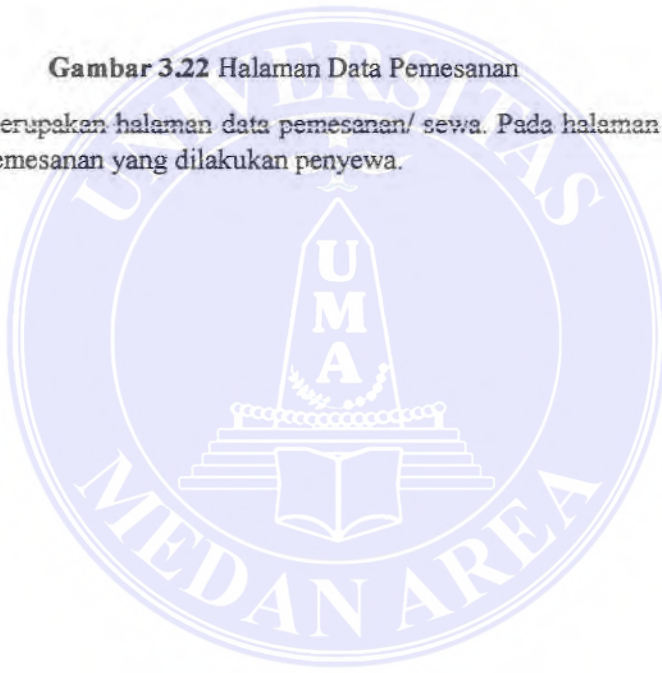 Gambar 3.22 Halaman Data Pemesanan
erupakan halaman data pemesanan/ sewa. Pada halaman
emesanan yang dilakukan penyewa.
UNIVERSITAS
U
M
A
MEDAN AREA